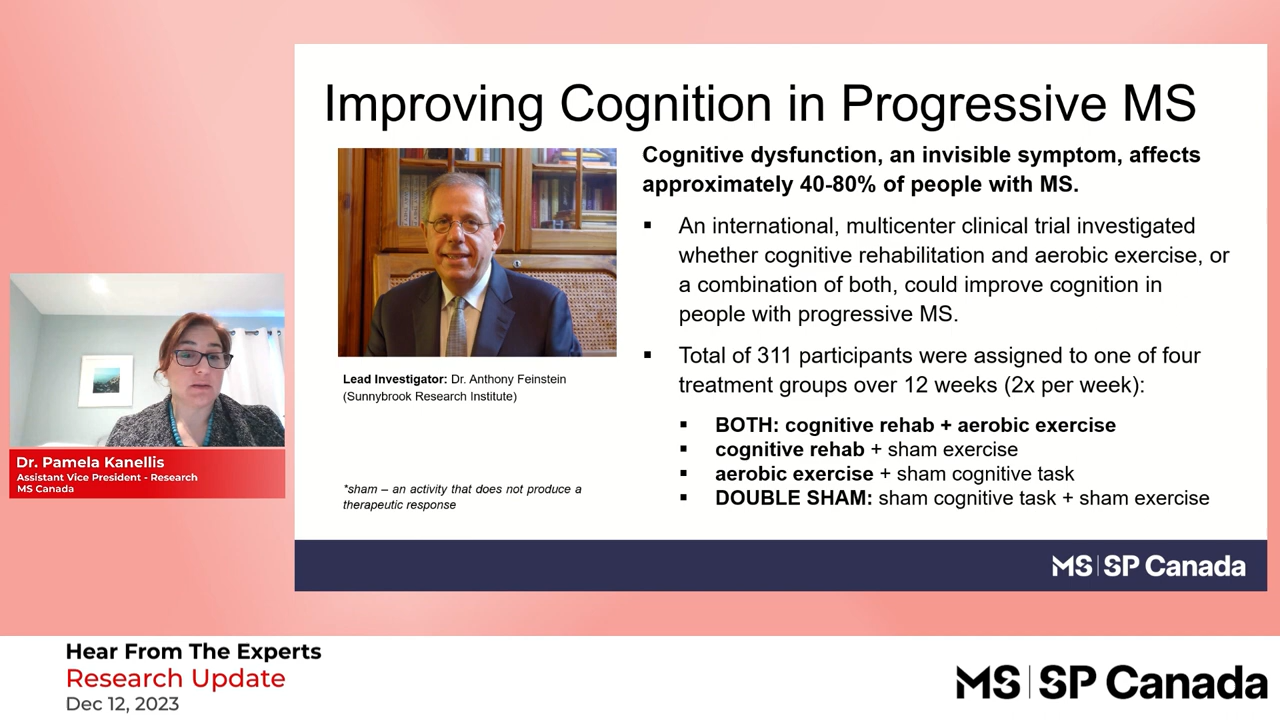 Improving Cognition in Progressive MS
Cognitive dysfunction, an invisible symptom, affects
approximately 40-80% of people with MS.
▪ An international, multicenter clinical trial investigated
whether cognitive rehabilitation and aerobic exercise, or
a combination of both, could improve cognition in
people with progressive MS.
▪ Total of 311 participants were assigned to one of four
treatment groups over 12 weeks (2x per week):
▪ BOTH: cognitive rehab + aerobic exercise
▪ cognitive rehab + sham exercise
▪ aerobic exercise + sham cognitive task
▪ DOUBLE SHAM: sham cognitive task + sham exercise
Lead Investigator: Dr. Anthony Feinstein
(Sunnybrook Research Institute)
*sham – an activity that does not produce a
therapeutic response
MS|SP Canada
Dr. Pamela Kanellis
Assistant Vice President - Research
MS Canada
Hear From The Experts
Research Update
Dec 12, 2023
MS|SP Canada